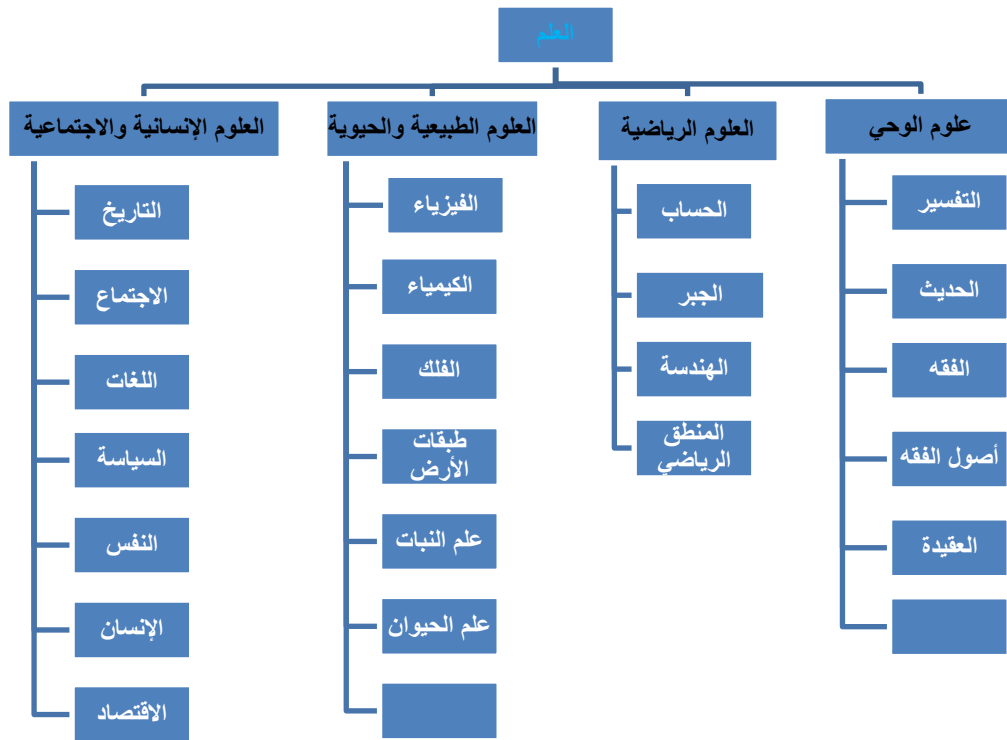 العلم
علوم الوحي
التفسير
الحديث
الفقه
أصول الفقه
العقيدة
العلوم الرياضية
الحساب
الجبر
الهندسة
المنطق
الرياضي
العلوم الطبيعية والحيوية
الفيزياء
الكيمياء
الفلك
طبقات
الأرض
علم النبات
علم الحيوان
العلوم الإنسانية والاجتماعية
التاريخ
الاجتماع
اللغات
السياسة
النفس
الإنسان
الاقتصاد